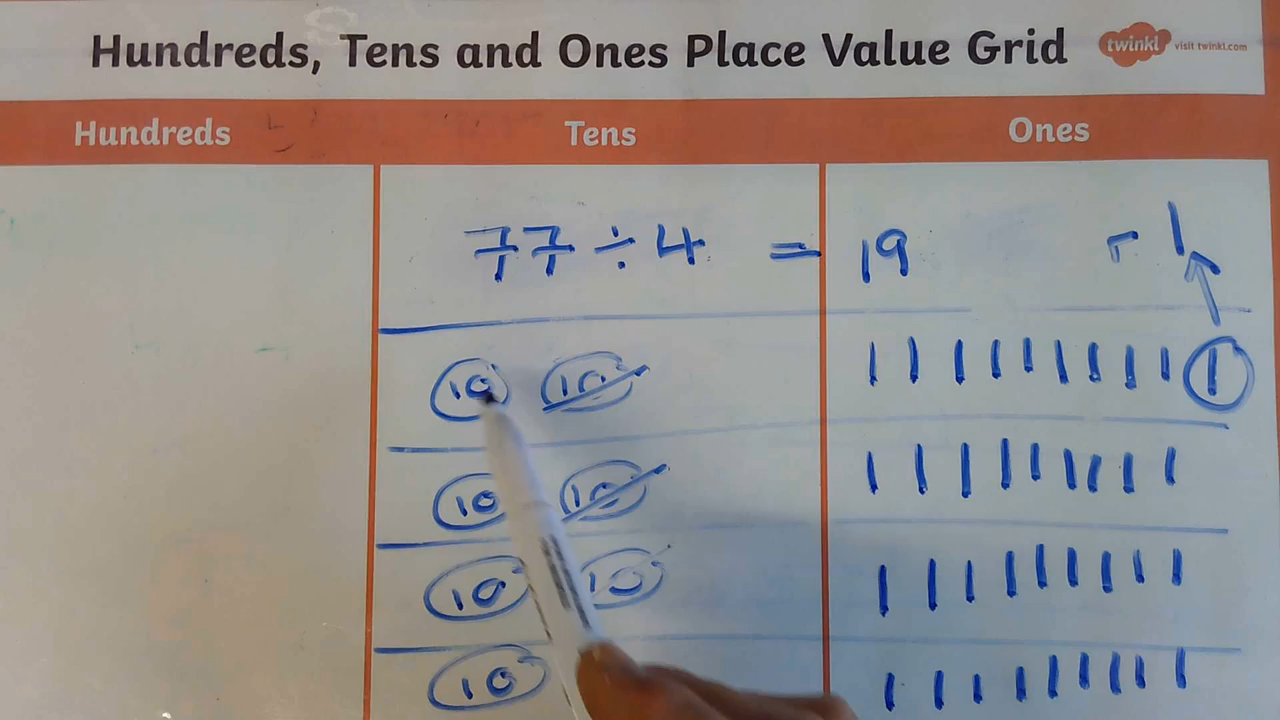 Hundreds, Tens and Ones Place Value Grid twinkl visit twinkl.com
Hundreds Tens Ones
77 ÷ 4 = 19 r 1
10 10 | | | | | | | | | 1
10 10 | | | | | | | | |
10 10 | | | | | | | | |
10 | | | | | | | | |